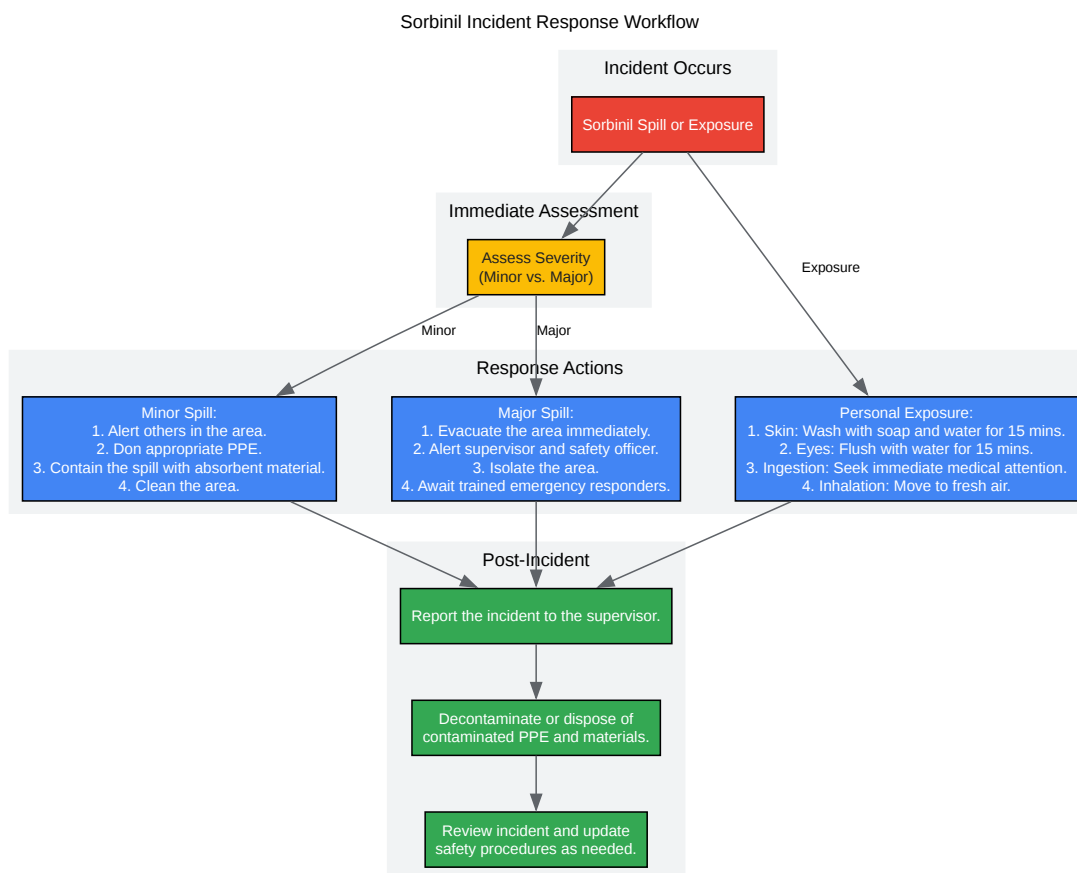 Sorbinil Incident Response Workflow
Incident Occurs
Sorbinil Spill or Exposure
Immediate Assessment
Assess Severity
(Minor vs. Major)
Exposure
Minor
Major
Response Actions
Minor Spill:
1. Alert others in the area.
2. Don appropriate PPE.
3. Contain the spill with absorbent material.
4. Clean the area.
Major Spill:
1. Evacuate the area immediately.
2. Alert supervisor and safety officer.
3. Isolate the area.
4. Await trained emergency responders.
Personal Exposure:
1. Skin: Wash with soap and water for 15 mins.
2. Eyes: Flush with water for 15 mins.
3. Ingestion: Seek immediate medical attention.
4. Inhalation: Move to fresh air.
Post-Incident
Report the incident to the supervisor.
Decontaminate or dispose of
contaminated PPE and materials.
Review incident and update
safety procedures as needed.